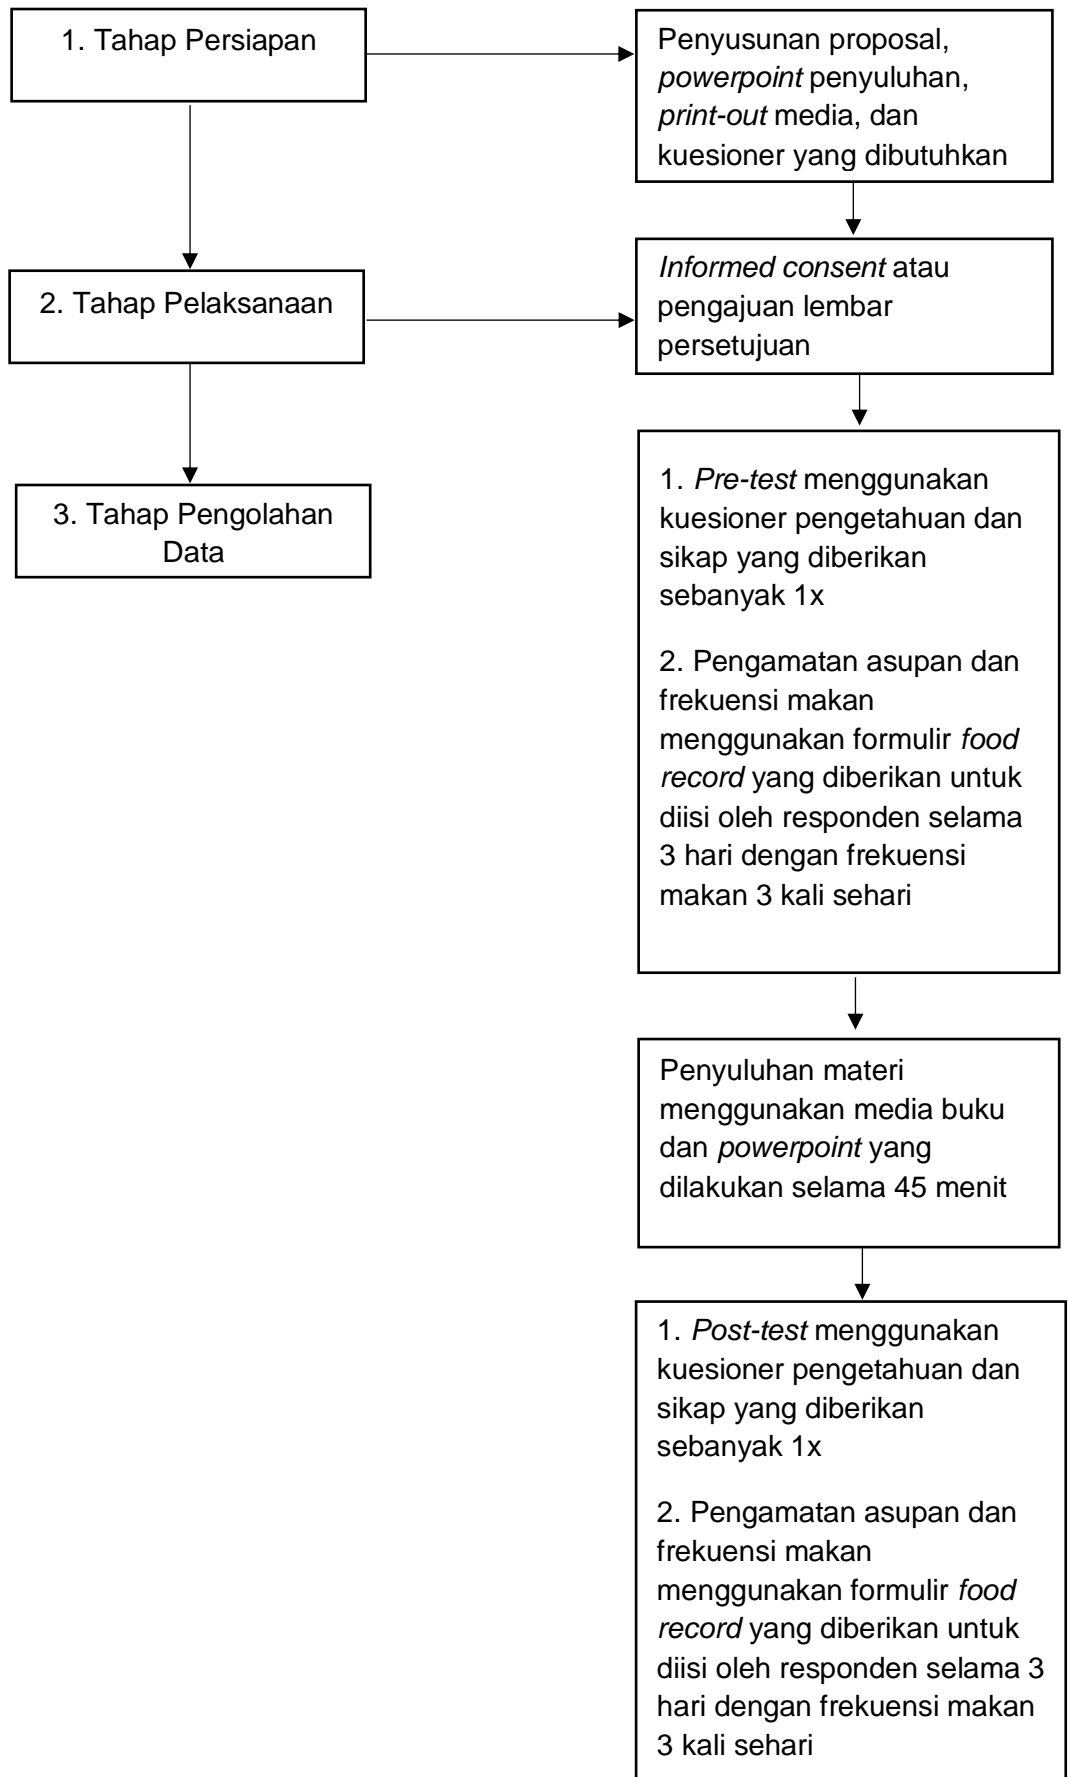 1. Tahap Persiapan
Penyusunan proposal,
powerpoint penyuluhan,
print-out media, dan
kuesioner yang dibutuhkan
2. Tahap Pelaksanaan
Informed consent atau
pengajuan lembar
persetujuan
3. Tahap Pengolahan
Data
1. Pre-test menggunakan
kuesioner pengetahuan dan
sikap yang diberikan
sebanyak 1x
2. Pengamatan asupan dan
frekuensi makan
menggunakan formulir food
record yang diberikan untuk
diisi oleh responden selama
3 hari dengan frekuensi
makan 3 kali sehari
Penyuluhan materi
menggunakan media buku
dan powerpoint yang
dilakukan selama 45 menit
1. Post-test menggunakan
kuesioner pengetahuan dan
sikap yang diberikan
sebanyak 1x
2. Pengamatan asupan dan
frekuensi makan
menggunakan formulir food
record yang diberikan untuk
diisi oleh responden selama 3
hari dengan frekuensi makan
3 kali sehari